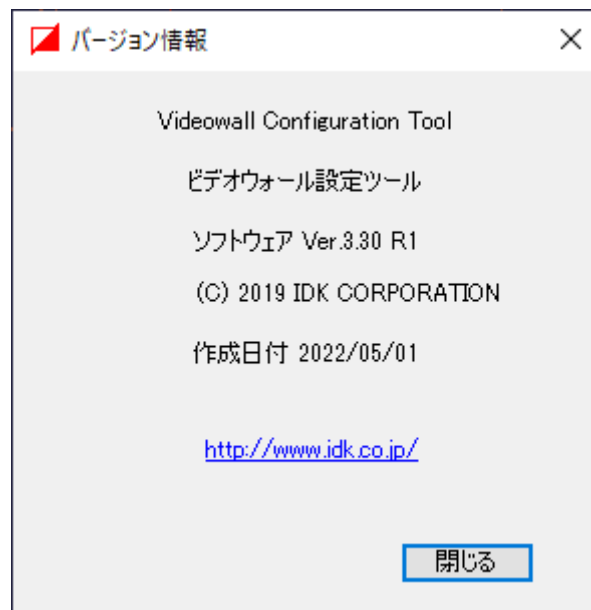 バージョン情報
Videowall Configuration Tool
ビデオウォール設定ツール
ソフトウェア Ver.3.30 R1
(C) 2019 IDK CORPORATION
作成日付 2022/05/01
http://www.idk.co.jp/
閉じる